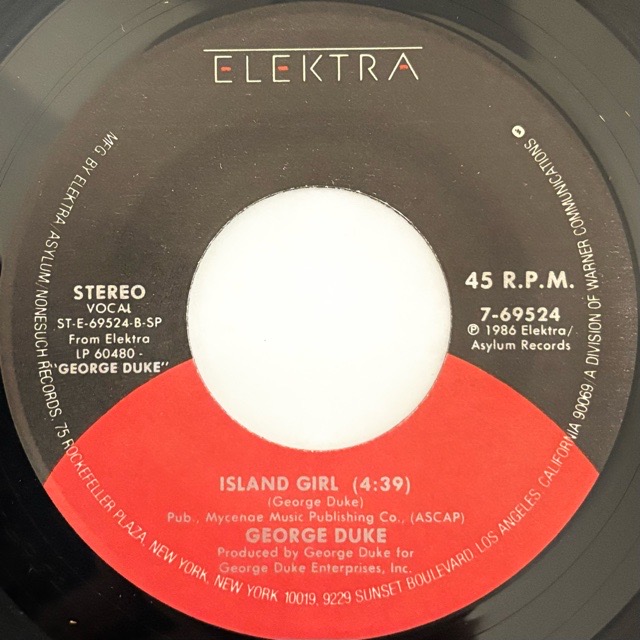 ELEKTRA
STEREO
VOCAL
ST-E-69524-B-SP
From Elektra
LP 60480 -
"GEORGE DUKE"
45 R.P.M.
7-69524
Ⓟ 1986 Elektra/
Asylum Records
ISLAND GIRL (4:39)
(George Duke)
Pub., Mycenae Music Publishing Co., (ASCAP)
GEORGE DUKE
Produced by George Duke for
George Duke Enterprises, Inc.
MFG BY ELEKTRA ASYLUM/NONESUCH RECORDS, 75 ROCKEFELLER PLAZA, NEW YORK, NEW YORK 10019, 9229 SUNSET BOULEVARD LOS ANGELES, CALIFORNIA 90069/A DIVISION OF WARNER COMMUNICATIONS